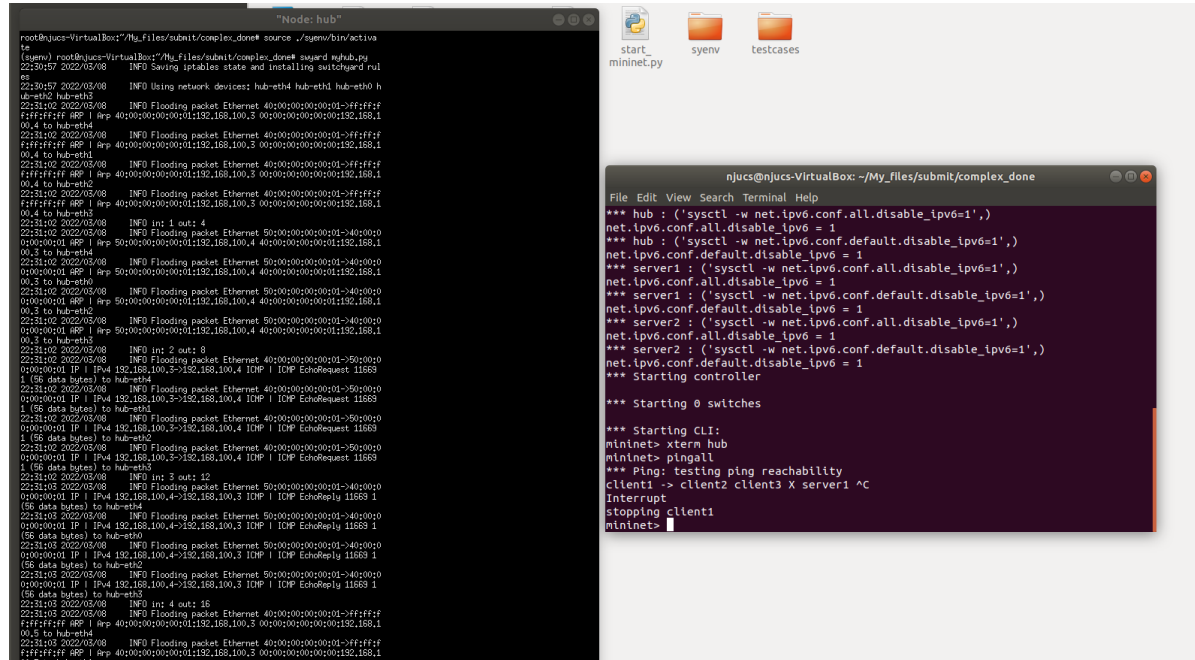 "Node: hub"
root@njucs-VirtualBox:~/My_files/submit/complex_done# source ./syenv/bin/activa
te
(syenv) root@njucs-VirtualBox:~/My_files/submit/complex_done# swyard myhub.py
22:30:57 2022/03/08     INFO Saving iptables state and installing switchyard rul
es
22:30:57 2022/03/08     INFO Using network devices: hub-eth4 hub-eth1 hub-eth0 h
ub-eth2 hub-eth3
22:31:02 2022/03/08     INFO Flooding packet Ethernet 40:00:00:00:00:01->ff:ff:f
f:ff:ff:ff ARP | Arp 40:00:00:00:00:01:192.168.100.3 00:00:00:00:00:00:192.168.1
00.4 to hub-eth4
22:31:02 2022/03/08     INFO Flooding packet Ethernet 40:00:00:00:00:01->ff:ff:f
f:ff:ff:ff ARP | Arp 40:00:00:00:00:01:192.168.100.3 00:00:00:00:00:00:192.168.1
00.4 to hub-eth1
22:31:02 2022/03/08     INFO Flooding packet Ethernet 40:00:00:00:00:01->ff:ff:f
f:ff:ff:ff ARP | Arp 40:00:00:00:00:01:192.168.100.3 00:00:00:00:00:00:192.168.1
00.4 to hub-eth2
22:31:02 2022/03/08     INFO Flooding packet Ethernet 40:00:00:00:00:01->ff:ff:f
f:ff:ff:ff ARP | Arp 40:00:00:00:00:01:192.168.100.3 00:00:00:00:00:00:192.168.1
00.4 to hub-eth3
22:31:02 2022/03/08     INFO in: 1 out: 4
22:31:02 2022/03/08     INFO Flooding packet Ethernet 50:00:00:00:00:01->40:00:0
0:00:00:01 ARP | Arp 50:00:00:00:00:01:192.168.100.4 40:00:00:00:00:01:192.168.1
00.3 to hub-eth4
22:31:02 2022/03/08     INFO Flooding packet Ethernet 50:00:00:00:00:01->40:00:0
0:00:00:01 ARP | Arp 50:00:00:00:00:01:192.168.100.4 40:00:00:00:00:01:192.168.1
00.3 to hub-eth0
22:31:02 2022/03/08     INFO Flooding packet Ethernet 50:00:00:00:00:01->40:00:0
0:00:00:01 ARP | Arp 50:00:00:00:00:01:192.168.100.4 40:00:00:00:00:01:192.168.1
00.3 to hub-eth2
22:31:02 2022/03/08     INFO Flooding packet Ethernet 50:00:00:00:00:01->40:00:0
0:00:00:01 ARP | Arp 50:00:00:00:00:01:192.168.100.4 40:00:00:00:00:01:192.168.1
00.3 to hub-eth3
22:31:02 2022/03/08     INFO in: 2 out: 8
22:31:02 2022/03/08     INFO Flooding packet Ethernet 40:00:00:00:00:01->50:00:0
0:00:00:01 IP | IPv4 192.168.100.3->192.168.100.4 ICMP | ICMP EchoRequest 11669
1 (56 data bytes) to hub-eth4
22:31:02 2022/03/08     INFO Flooding packet Ethernet 40:00:00:00:00:01->50:00:0
0:00:00:01 IP | IPv4 192.168.100.3->192.168.100.4 ICMP | ICMP EchoRequest 11669
1 (56 data bytes) to hub-eth1
22:31:02 2022/03/08     INFO Flooding packet Ethernet 40:00:00:00:00:01->50:00:0
0:00:00:01 IP | IPv4 192.168.100.3->192.168.100.4 ICMP | ICMP EchoRequest 11669
1 (56 data bytes) to hub-eth2
22:31:02 2022/03/08     INFO Flooding packet Ethernet 40:00:00:00:00:01->50:00:0
0:00:00:01 IP | IPv4 192.168.100.3->192.168.100.4 ICMP | ICMP EchoRequest 11669
1 (56 data bytes) to hub-eth3
22:31:02 2022/03/08     INFO in: 3 out: 12
22:31:03 2022/03/08     INFO Flooding packet Ethernet 50:00:00:00:00:01->40:00:0
0:00:00:01 IP | IPv4 192.168.100.4->192.168.100.3 ICMP | ICMP EchoReply 11669 1
(56 data bytes) to hub-eth4
22:31:03 2022/03/08     INFO Flooding packet Ethernet 50:00:00:00:00:01->40:00:0
0:00:00:01 IP | IPv4 192.168.100.4->192.168.100.3 ICMP | ICMP EchoReply 11669 1
(56 data bytes) to hub-eth0
22:31:03 2022/03/08     INFO Flooding packet Ethernet 50:00:00:00:00:01->40:00:0
0:00:00:01 IP | IPv4 192.168.100.4->192.168.100.3 ICMP | ICMP EchoReply 11669 1
(56 data bytes) to hub-eth2
22:31:03 2022/03/08     INFO Flooding packet Ethernet 50:00:00:00:00:01->40:00:0
0:00:00:01 IP | IPv4 192.168.100.4->192.168.100.3 ICMP | ICMP EchoReply 11669 1
(56 data bytes) to hub-eth3
22:31:03 2022/03/08     INFO in: 4 out: 16
22:31:03 2022/03/08     INFO Flooding packet Ethernet 40:00:00:00:00:01->ff:ff:f
f:ff:ff:ff ARP | Arp 40:00:00:00:00:01:192.168.100.3 00:00:00:00:00:00:192.168.1
00.5 to hub-eth4
22:31:03 2022/03/08     INFO Flooding packet Ethernet 40:00:00:00:00:01->ff:ff:f
f:ff:ff:ff ARP | Arp 40:00:00:00:00:01:192.168.100.3 00:00:00:00:00:00:192.168.1
start_
mininet.py
syenv
testcases
njucs@njucs-VirtualBox: ~/My_files/submit/complex_done
File Edit View Search Terminal Help
*** hub : ('sysctl -w net.ipv6.conf.all.disable_ipv6=1',)
net.ipv6.conf.all.disable_ipv6 = 1
*** hub : ('sysctl -w net.ipv6.conf.default.disable_ipv6=1',)
net.ipv6.conf.default.disable_ipv6 = 1
*** server1 : ('sysctl -w net.ipv6.conf.all.disable_ipv6=1',)
net.ipv6.conf.all.disable_ipv6 = 1
*** server1 : ('sysctl -w net.ipv6.conf.default.disable_ipv6=1',)
net.ipv6.conf.default.disable_ipv6 = 1
*** server2 : ('sysctl -w net.ipv6.conf.all.disable_ipv6=1',)
net.ipv6.conf.all.disable_ipv6 = 1
*** server2 : ('sysctl -w net.ipv6.conf.default.disable_ipv6=1',)
net.ipv6.conf.default.disable_ipv6 = 1
*** Starting controller
*** Starting 0 switches
*** Starting CLI:
mininet> xterm hub
mininet> pingall
*** Ping: testing ping reachability
client1 -> client2 client3 X server1 ^C
Interrupt
stopping client1
mininet>